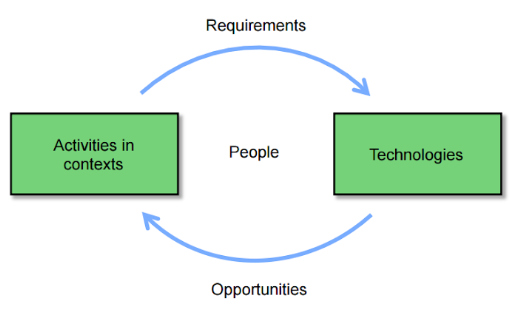 Requirements
Activities in
contexts
People
Technologies
Opportunities